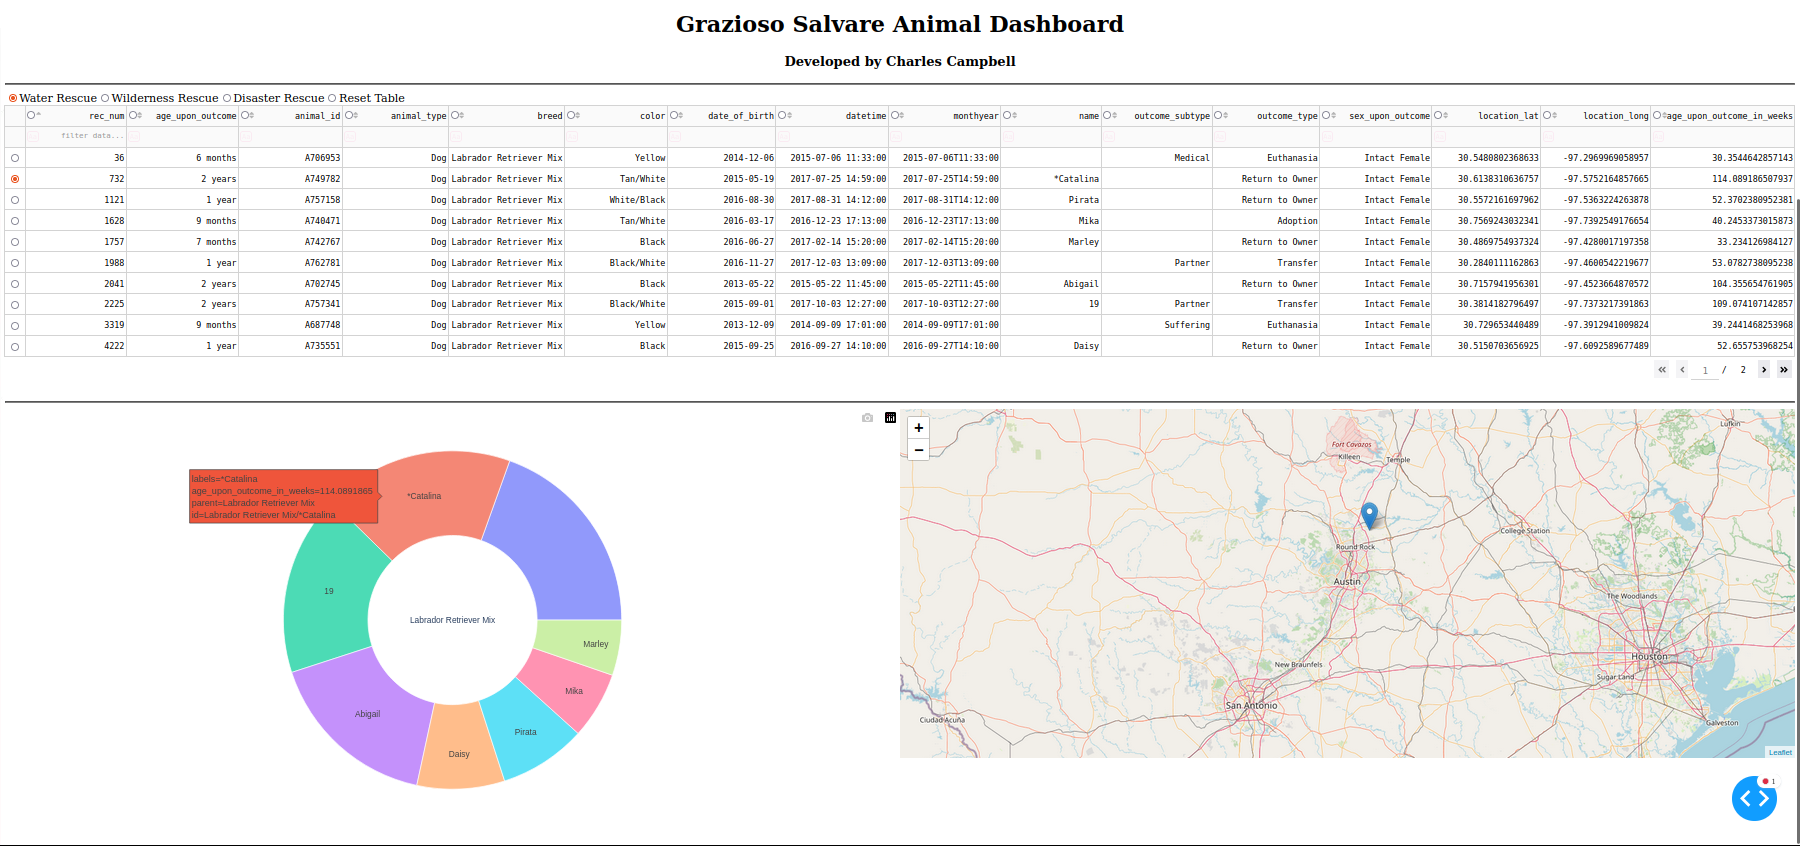 Grazioso Salvare Animal Dashboard
Developed by Charles Campbell
Water Rescue Wilderness Rescue Disaster Rescue Reset Table
rec_num age_upon_outcome animal_id animal_type breed color date_of_birth datetime monthyear name outcome_subtype outcome_type sex_upon_outcome location_lat location_long age_upon_outcome_in_weeks
filter data...
36 6 months A706953 Dog Labrador Retriever Mix Yellow 2014-12-06 2015-07-06 11:33:00 2015-07-06T11:33:00 Medical Euthanasia Intact Female 30.5480802368633 -97.2969969058957 30.3544642857143
732 2 years A749782 Dog Labrador Retriever Mix Tan/White 2015-05-19 2017-07-25 14:59:00 2017-07-25T14:59:00 *Catalina Return to Owner Intact Female 30.6138310636757 -97.5752164857665 114.089186507937
1121 1 year A757158 Dog Labrador Retriever Mix White/Black 2016-08-30 2017-08-31 14:12:00 2017-08-31T14:12:00 Pirata Return to Owner Intact Female 30.5572161697962 -97.5363224263878 52.3702380952381
1628 9 months A740471 Dog Labrador Retriever Mix Tan/White 2016-03-17 2016-12-23 17:13:00 2016-12-23T17:13:00 Mika Adoption Intact Female 30.7569243032341 -97.7392549176654 40.2453373015873
1757 7 months A742767 Dog Labrador Retriever Mix Black 2016-06-27 2017-02-14 15:20:00 2017-02-14T15:20:00 Marley Return to Owner Intact Female 30.4869754937324 -97.4280017197358 33.234126984127
1988 1 year A762781 Dog Labrador Retriever Mix Black/White 2016-11-27 2017-12-03 13:09:00 2017-12-03T13:09:00 Partner Transfer Intact Female 30.2840111162863 -97.4600542219677 53.0782738095238
2041 2 years A702745 Dog Labrador Retriever Mix Black 2013-05-22 2015-05-22 11:45:00 2015-05-22T11:45:00 Abigail Return to Owner Intact Female 30.7157941956301 -97.4523664870572 104.355654761905
2225 2 years A757341 Dog Labrador Retriever Mix Black/White 2015-09-01 2017-10-03 12:27:00 2017-10-03T12:27:00 19 Partner Transfer Intact Female 30.3814182796497 -97.7373217391863 109.074107142857
3319 9 months A687748 Dog Labrador Retriever Mix Yellow 2013-12-09 2014-09-09 17:01:00 2014-09-09T17:01:00 Suffering Euthanasia Intact Female 30.729653440489 -97.3912941009824 39.2441468253968
4222 1 year A735551 Dog Labrador Retriever Mix Black 2015-09-25 2016-09-27 14:10:00 2016-09-27T14:10:00 Daisy Return to Owner Intact Female 30.5150703656925 -97.6092589677489 52.655753968254
1 / 2
labels=*Catalina
age_upon_outcome_in_weeks=114.0891865
parent=Labrador Retriever Mix
id=Labrador Retriever Mix/*Catalina
*Catalina
19
Labrador Retriever Mix
Marley
Mika
Abigail
Pirata
Daisy
+
−
Lufkin
Fort Cavazos
Killeen
Temple
College Station
Round Rock
Austin
The Woodlands
Houston
New Braunfels
Sugar Land
San Antonio
Ciudad Acuña
Galveston
Leaflet
1